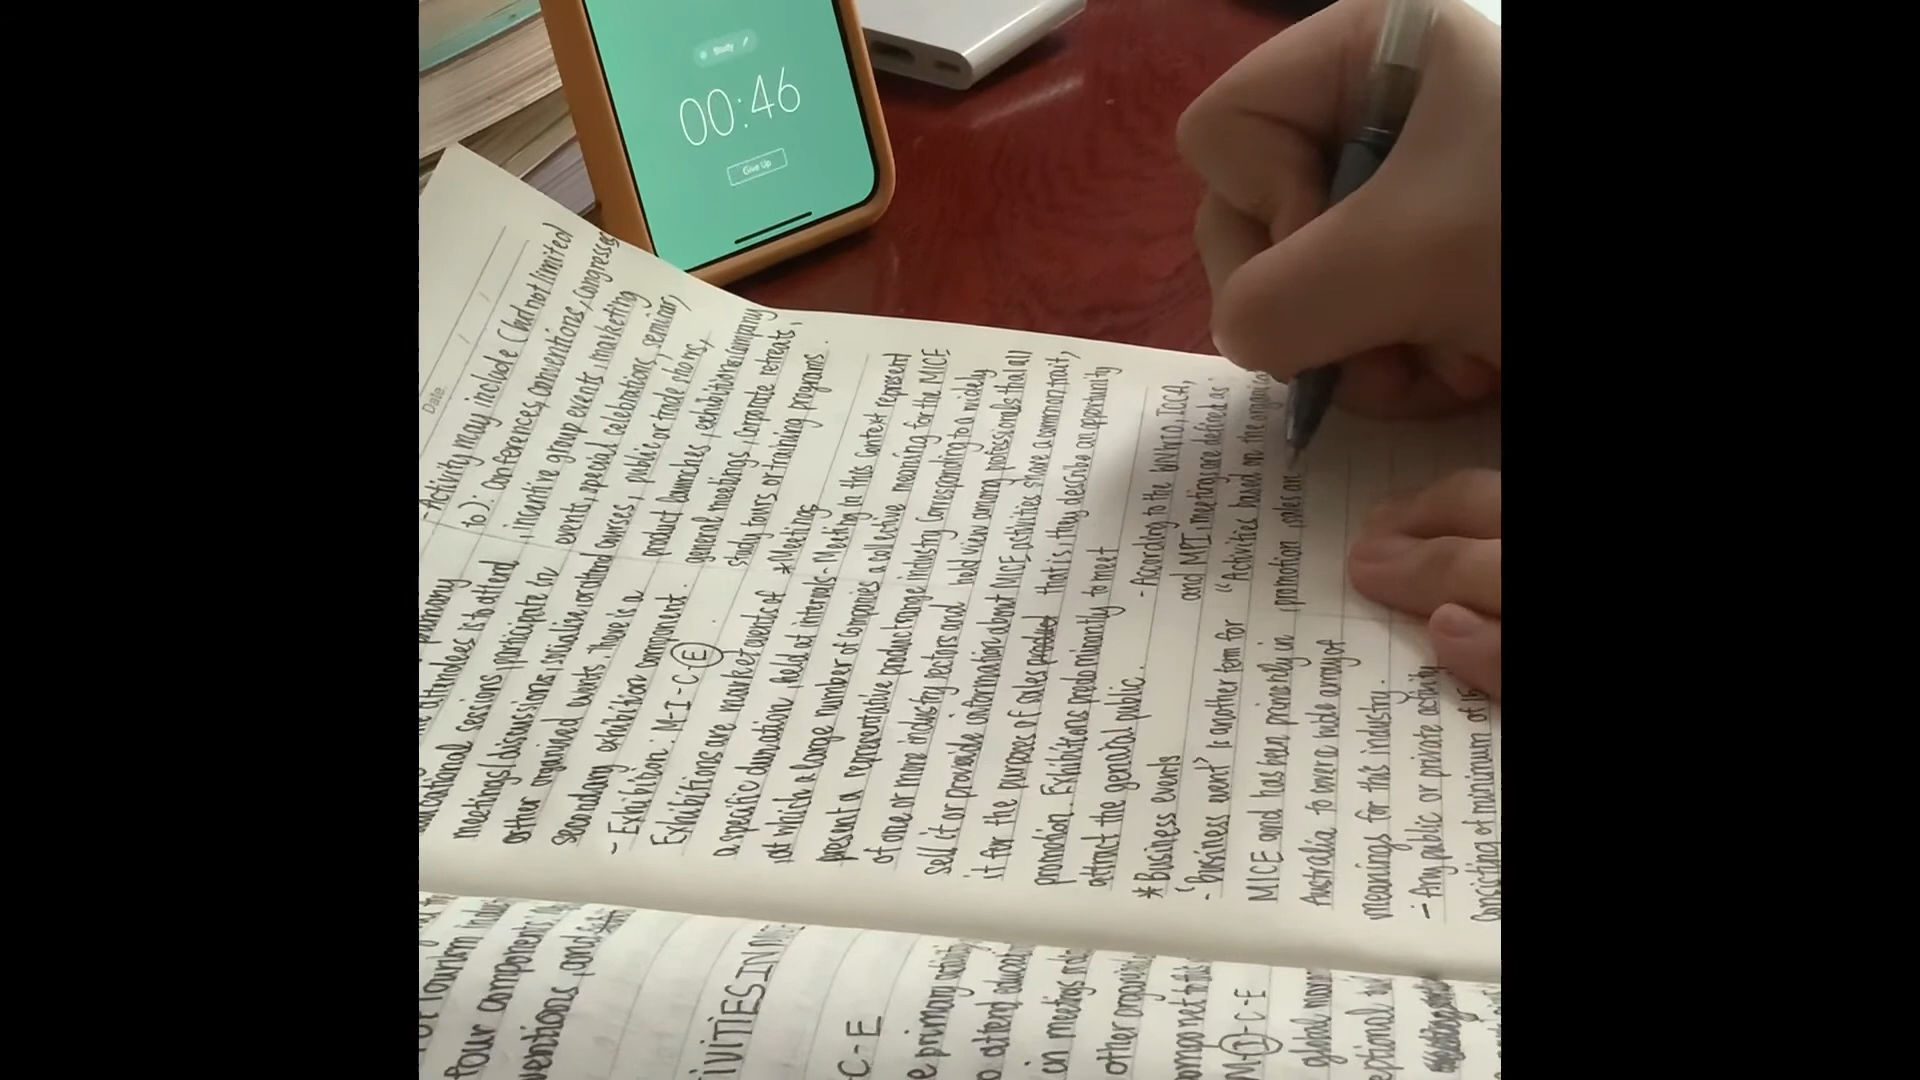 Study
00:46
Give Up
Date.
primary
attendees is to attend
educational sessions, participate in
meetings/discussions, socialise, or attend
other organised events. There is a
secondary exhibition component.
- Exhibition: M-I-C-E
Exhibitions are market events of
a specific duration, held at intervals
, at which a large number of companies
present a representative product range
of one or more industry sectors and
sell it or provide information about
it for the purposes of sales
promotion. Exhibitions predominantly
attract the general public.
* Business events
- "Business event" is another term for
MICE and has been primarily in
Australia to cover a wide array of
meanings for this industry.
- Any public or private activity
consisting of minimum of 15
Activity may include (but not limited
to): conferences, conventions, congresses
, incentive group events, marketing
events, special celebrations, seminar,
courses, public or trade shows,
product launches, exhibitions, company
general meetings, corporate retreats,
study tours or training programs.
* Meetings
- Meeting in this context represent
a collective meaning for the MICE
industry. Corresponding to a widely
held view among professionals that all
MICE activities share a common trait,
that is, they describe an opportunity
to meet
- According to the UNWTO, ICCA,
and MPI, meetings are defined as:
"Activities based on the
, promotion, sales
four components
ventions, and
IVITIES IN
C-E
e primary activity
o attend
in meetings
other organised
M-I-C-E
global